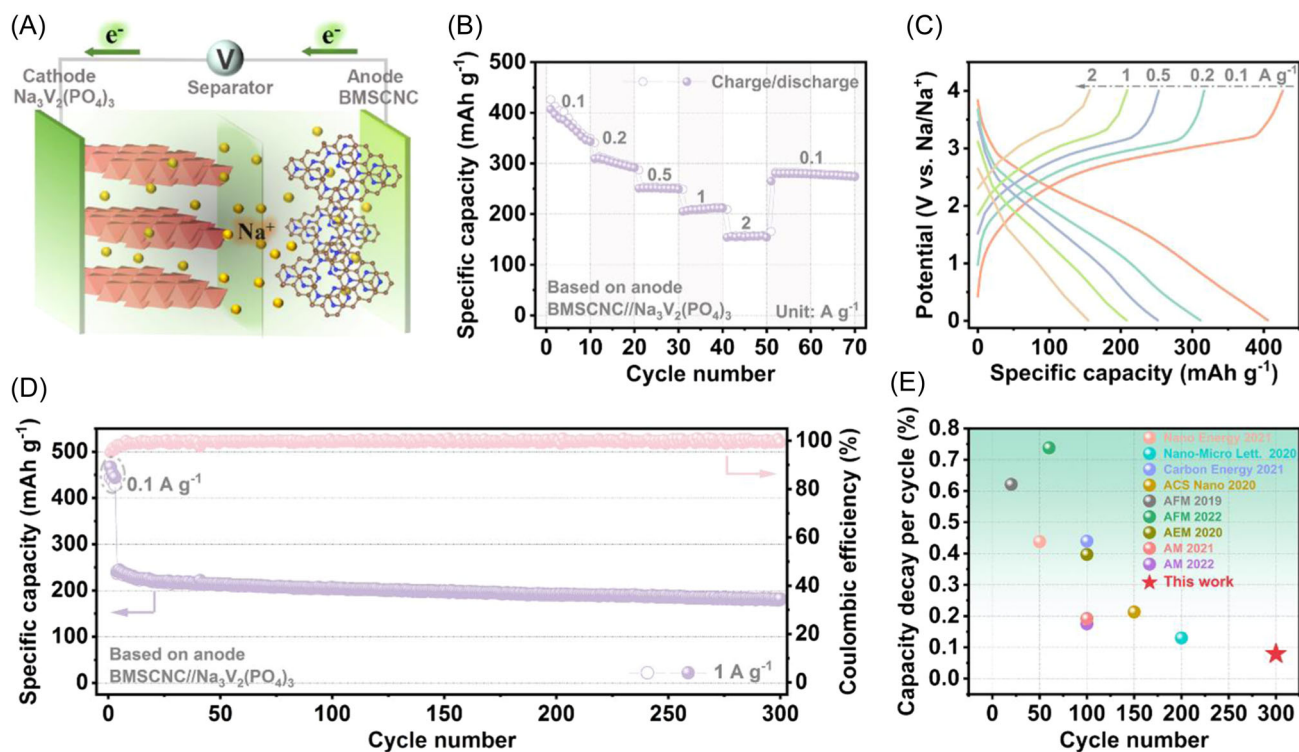 (A)
e⁻
e⁻
V
Cathode
Na₃V₂(PO₄)₃
Separator
Anode
BMSCNC
Na⁺
(B)
Specific capacity (mAh g⁻¹)
500
400
300
200
100
0
Charge/discharge
0.1
0.2
0.5
1
2
0.1
Based on anode
BMSCNC//Na₃V₂(PO₄)₃
Unit: A g⁻¹
0 10 20 30 40 50 60 70
Cycle number
(C)
Potential (V vs. Na/Na⁺)
4
3
2
1
0
2 1 0.5 0.2 0.1 A g⁻¹
0 100 200 300 400
Specific capacity (mAh g⁻¹)
(D)
Specific capacity (mAh g⁻¹)
500
400
300
200
100
0
0.1 A g⁻¹
Based on anode
BMSCNC//Na₃V₂(PO₄)₃
1 A g⁻¹
100
80
60
40
20
0
Coulombic efficiency (%)
0 50 100 150 200 250 300
Cycle number
(E)
Capacity decay per cycle (%)
0.8
0.7
0.6
0.5
0.4
0.3
0.2
0.1
0.0
Nano Energy 2021
Nano-Micro Lett. 2020
Carbon Energy 2021
ACS Nano 2020
AFM 2019
AFM 2022
AEM 2020
AM 2021
AM 2022
This work
0 50 100 150 200 250 300
Cycle number